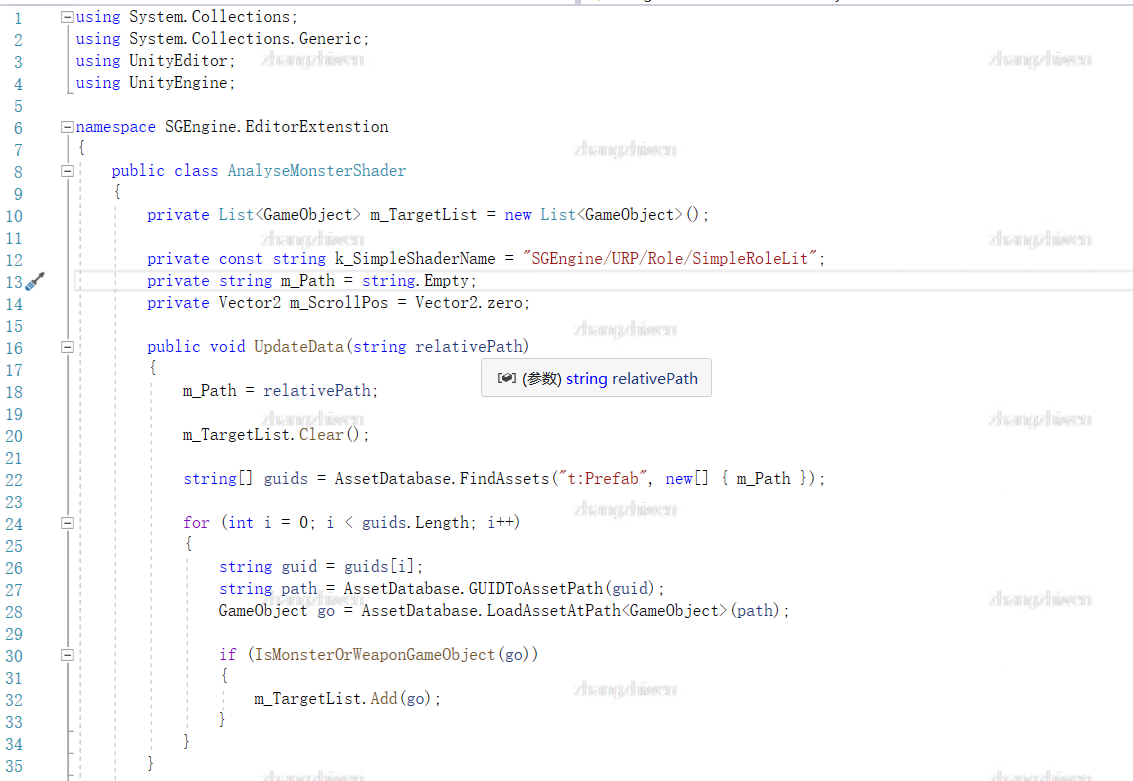 1 using System.Collections;
2 using System.Collections.Generic;
3 using UnityEditor;
4 using UnityEngine;
5
6 namespace SGEngine.EditorExtenstion
7 {
8 public class AnalyseMonsterShader
9 {
10 private List<GameObject> m_TargetList = new List<GameObject>();
11
12 private const string k_SimpleShaderName = "SGEngine/URP/Role/SimpleRoleLit";
13 private string m_Path = string.Empty;
14 private Vector2 m_ScrollPos = Vector2.zero;
15
16 public void UpdateData(string relativePath)
17 {
(参数) string relativePath
18 m_Path = relativePath;
19
20 m_TargetList.Clear();
21
22 string[] guids = AssetDatabase.FindAssets("t:Prefab", new[] { m_Path });
23
24 for (int i = 0; i < guids.Length; i++)
25 {
26 string guid = guids[i];
27 string path = AssetDatabase.GUIDToAssetPath(guid);
28 GameObject go = AssetDatabase.LoadAssetAtPath<GameObject>(path);
29
30 if (IsMonsterOrWeaponGameObject(go))
31 {
32 m_TargetList.Add(go);
33 }
34 }
35 }